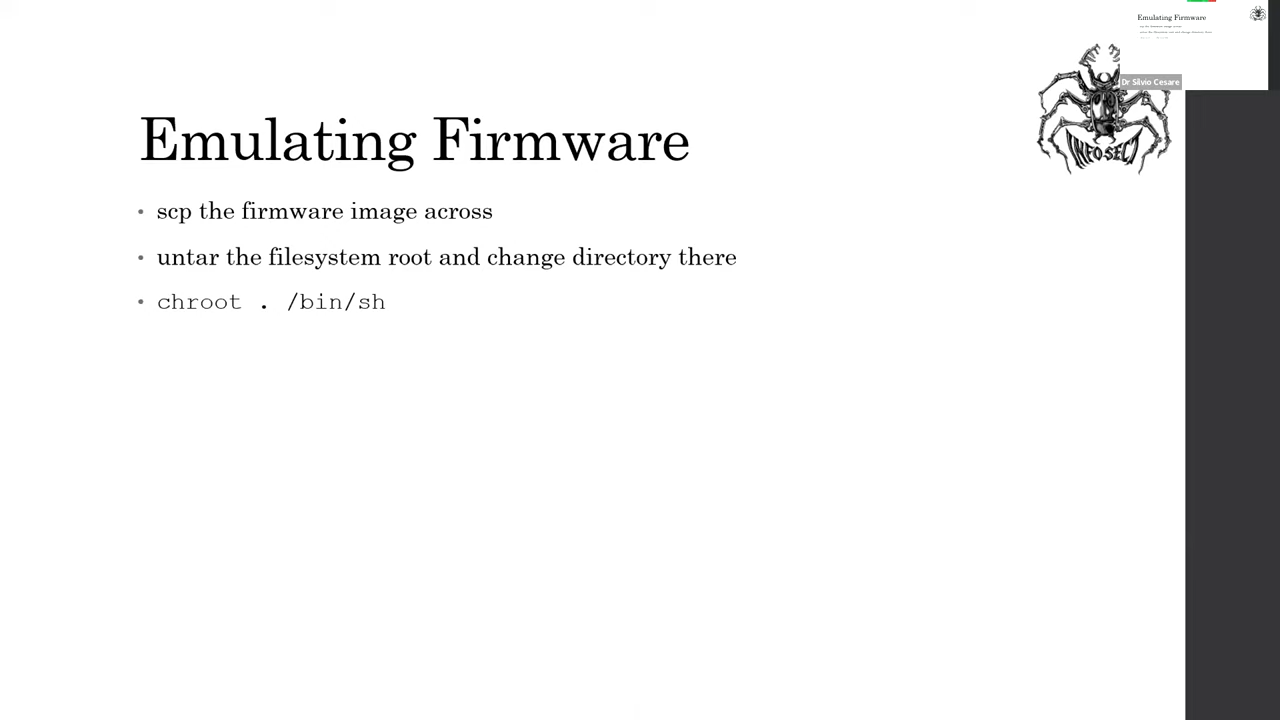 Emulating Firmware
• scp the firmware image across
• untar the filesystem root and change directory there
• chroot . /bin/sh
INFOSECT
Emulating Firmware
Dr Silvio Cesare